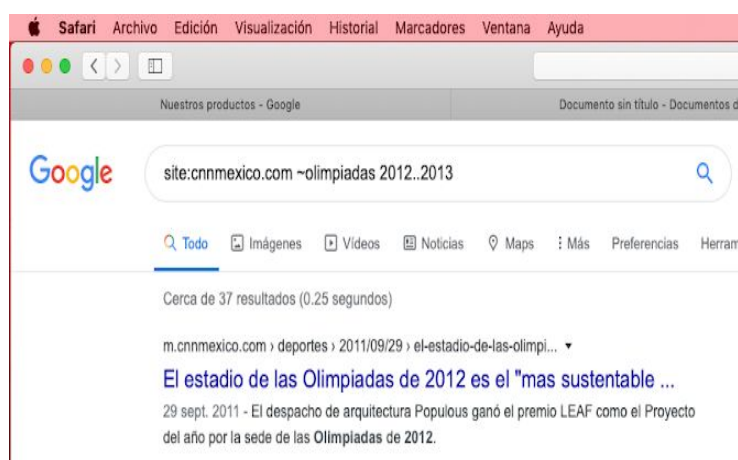 Safari Archivo Edición Visualización Historial Marcadores Ventana Ayuda
Nuestros productos - Google Documento sin título - Documentos d
Google site:cnnmexico.com ~olimpiadas 2012..2013
Todo Imágenes Vídeos Noticias Maps Más Preferencias Herram
Cerca de 37 resultados (0.25 segundos)
m.cnnmexico.com › deportes › 2011/09/29 › el-estadio-de-las-olimpi...
El estadio de las Olimpiadas de 2012 es el "mas sustentable ...
29 sept. 2011 - El despacho de arquitectura Populous ganó el premio LEAF como el Proyecto
del año por la sede de las Olimpiadas de 2012.